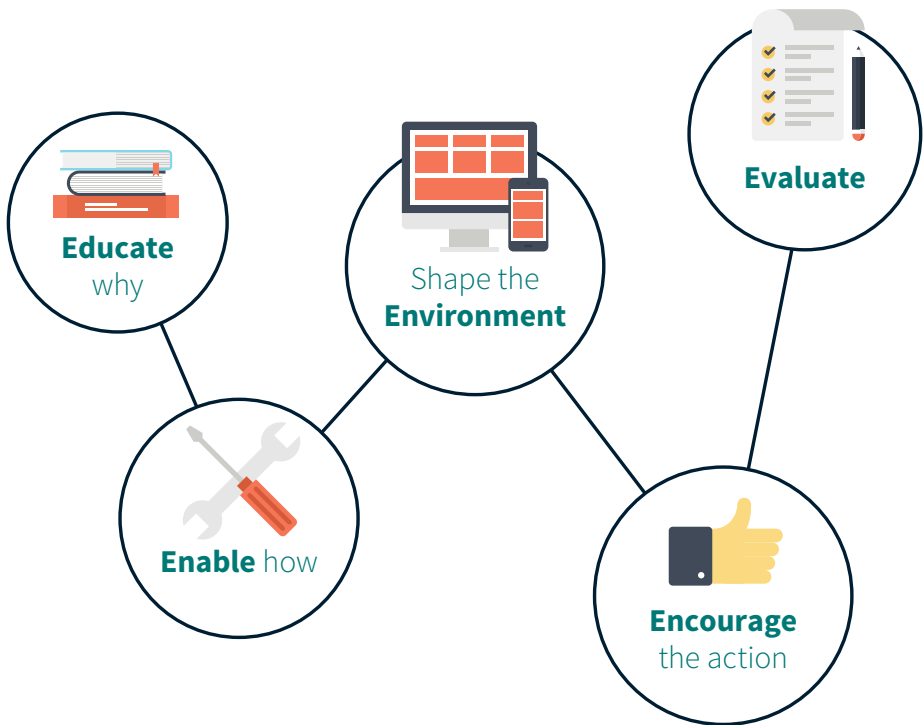 Educate
why
Enable how
Shape the
Environment
Encourage
the action
Evaluate